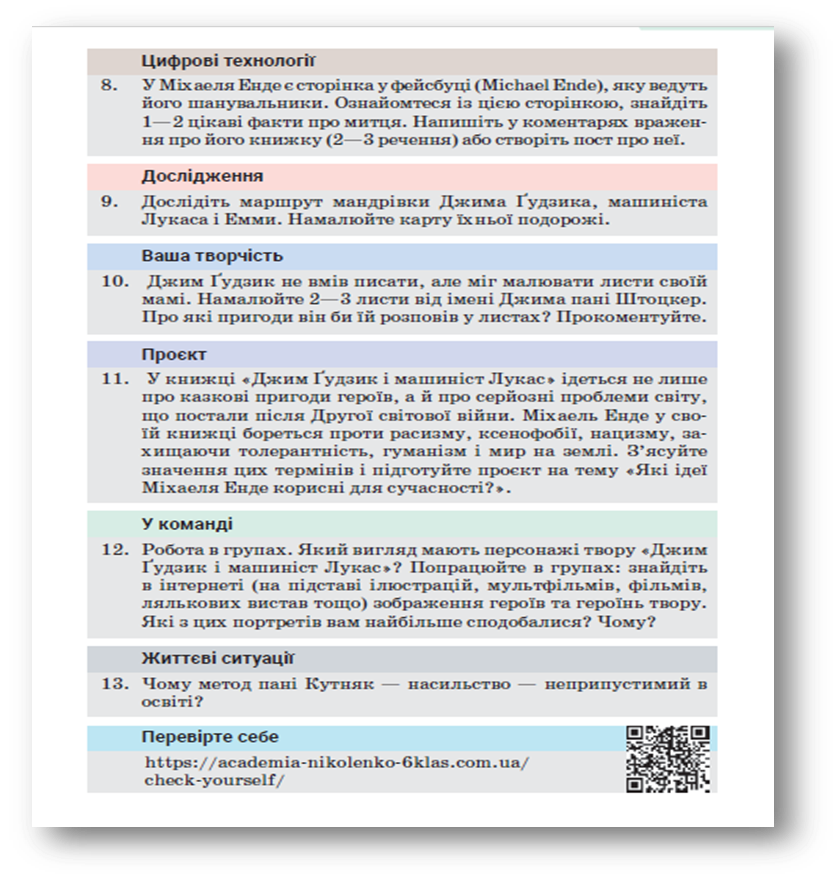 Цифрові технології
8. У Міхаеля Енде є сторінка у фейсбуці (Michael Ende), яку ведуть
його шанувальники. Ознайомтеся із цією сторінкою, знайдіть
1—2 цікаві факти про митця. Напишіть у коментарях вражен-
ня про його книжку (2—3 речення) або створіть пост про неї.
Дослідження
9. Дослідіть маршрут мандрівки Джима Ґудзика, машиніста
Лукаса і Емми. Намалюйте карту їхньої подорожі.
Ваша творчість
10. Джим Ґудзик не вмів писати, але міг малювати листи своїй
мамі. Намалюйте 2—3 листи від імені Джима пані Штоцкер.
Про які пригоди він би їй розповів у листах? Прокоментуйте.
Проєкт
11. У книжці «Джим Ґудзик і машиніст Лукас» ідеться не лише
про казкові пригоди героїв, а й про серйозні проблеми світу,
що постали після Другої світової війни. Міхаель Енде у сво-
їй книжці бореться проти расизму, ксенофобії, нацизму, за-
хищаючи толерантність, гуманізм і мир на землі. З’ясуйте
значення цих термінів і підготуйте проєкт на тему «Які ідеї
Міхаеля Енде корисні для сучасності?».
У команді
12. Робота в групах. Який вигляд мають персонажі твору «Джим
Ґудзик і машиніст Лукас»? Попрацюйте в групах: знайдіть
в інтернеті (на підставі ілюстрацій, мультфільмів, фільмів,
лялькових вистав тощо) зображення героїв та героїнь твору.
Які з цих портретів вам найбільше сподобалися? Чому?
Життєві ситуації
13. Чому метод пані Кутняк — насильство — неприпустимий в
освіті?
Перевірте себе
https://academia-nikolenko-6klas.com.ua/
check-yourself/